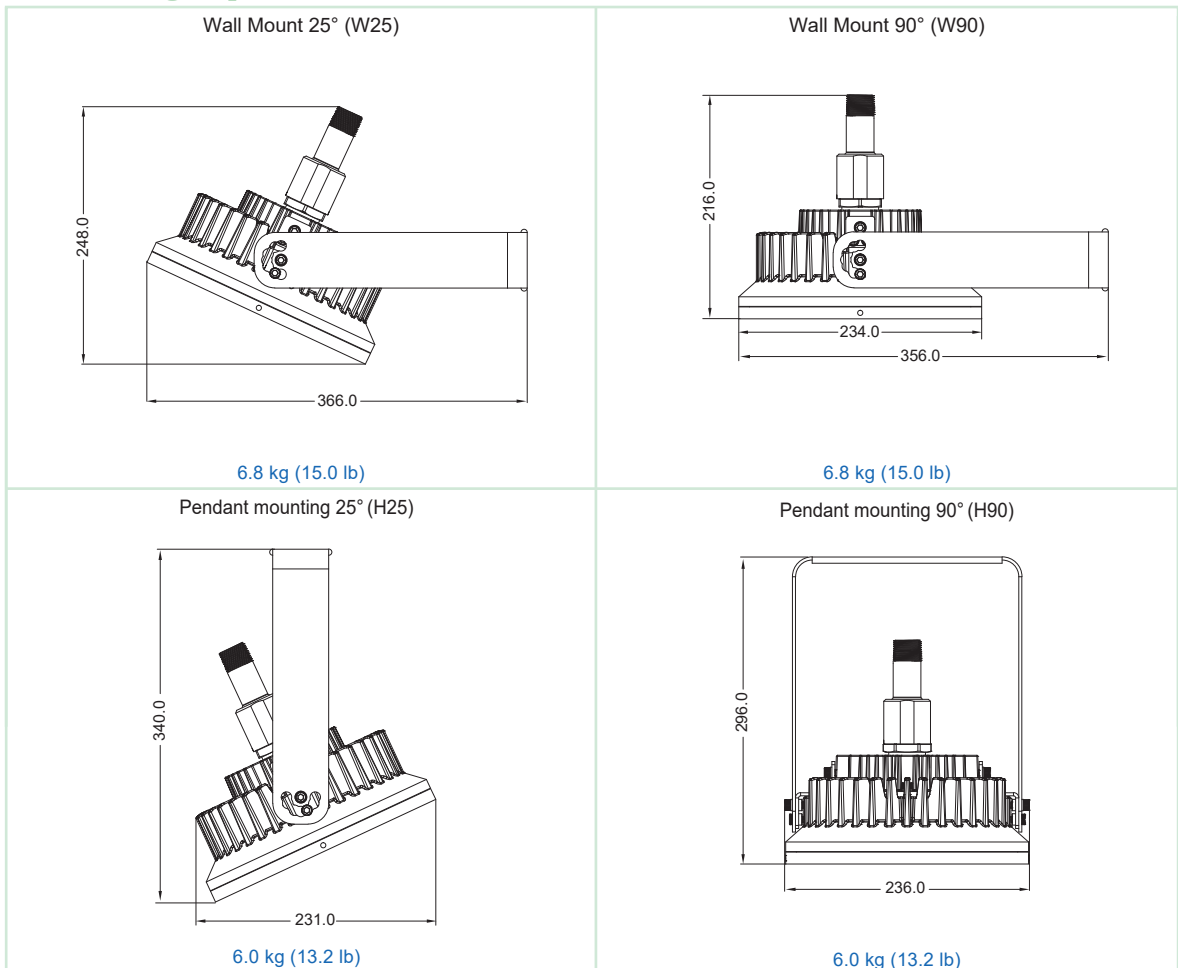 Wall Mount 25° (W25)
248.0
366.0
6.8 kg (15.0 lb)
Wall Mount 90° (W90)
216.0
234.0
356.0
6.8 kg (15.0 lb)
Pendant mounting 25° (H25)
340.0
231.0
6.0 kg (13.2 lb)
Pendant mounting 90° (H90)
296.0
236.0
6.0 kg (13.2 lb)